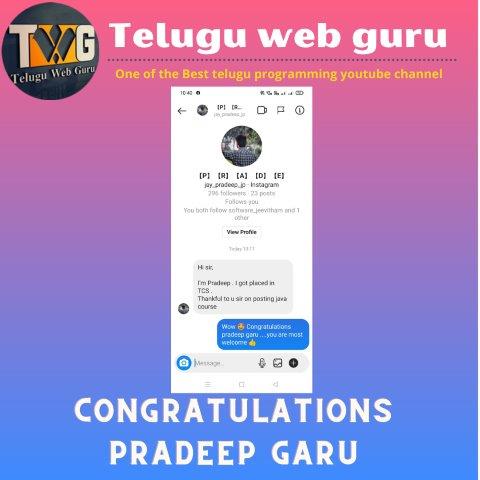 TWG
Telugu Web Guru
Telugu web guru
One of the Best telugu programming youtube channel
10:40
【P】 【R...
jay_pradeep_jp
【P】 【R】 【A】 【D】 【E】
jay_pradeep_jp · Instagram
296 followers · 23 posts
Follows you
You both follow software_jeevitham and 1
other
View Profile
Today 10:11
Hi sir,
I'm Pradeep . I got placed in
TCS .
Thankful to u sir on posting java
course
Wow 🤩 Congratulations
pradeep garu ....you are most
welcome 👍
Message...
CONGRATULATIONS
PRADEEP GARU